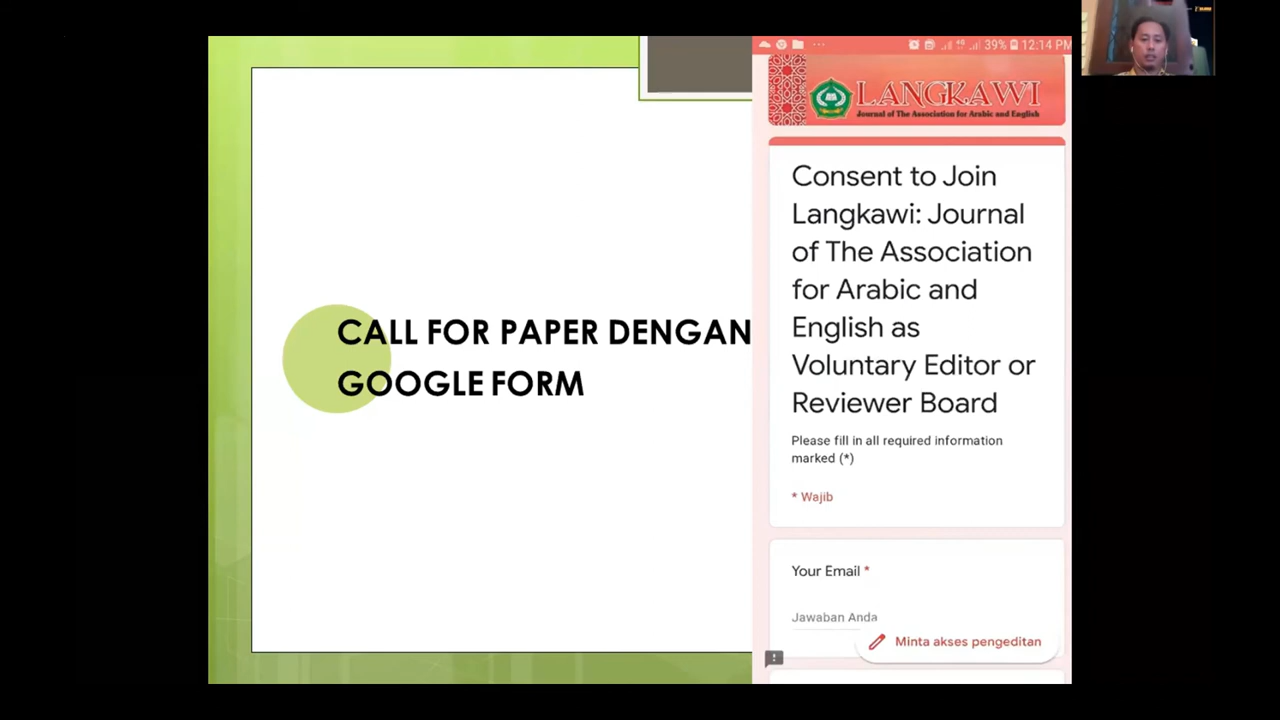 CALL FOR PAPER DENGAN
GOOGLE FORM
39% 12:14 PM
LANGKAWI
Journal of The Association for Arabic and English
Consent to Join
Langkawi: Journal
of The Association
for Arabic and
English as
Voluntary Editor or
Reviewer Board
Please fill in all required information
marked (*)
* Wajib
Your Email *
Jawaban Anda
Minta akses pengeditan